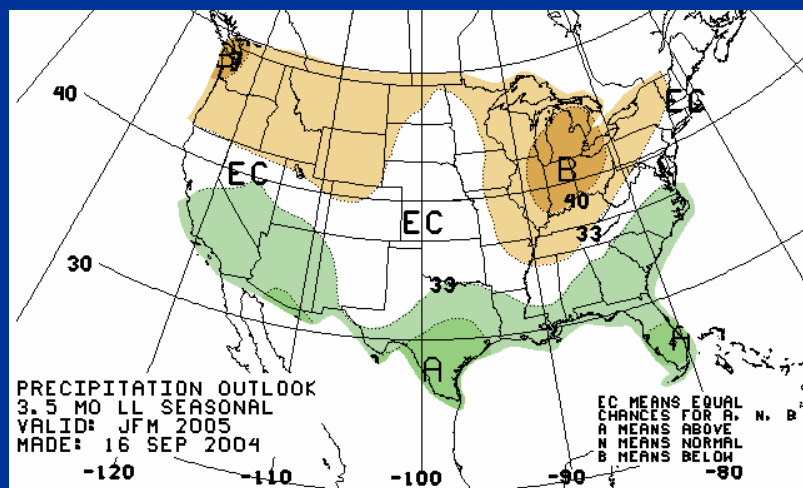 B
EC
40
EC
B
40
EC
33
30
33
A
A
PRECIPITATION OUTLOOK
3.5 MO LL SEASONAL
VALID: JFM 2005
MADE: 16 SEP 2004
EC MEANS EQUAL
CHANCES FOR A, N, B
A MEANS ABOVE
N MEANS NORMAL
B MEANS BELOW
-120
-110
-100
-90
-80